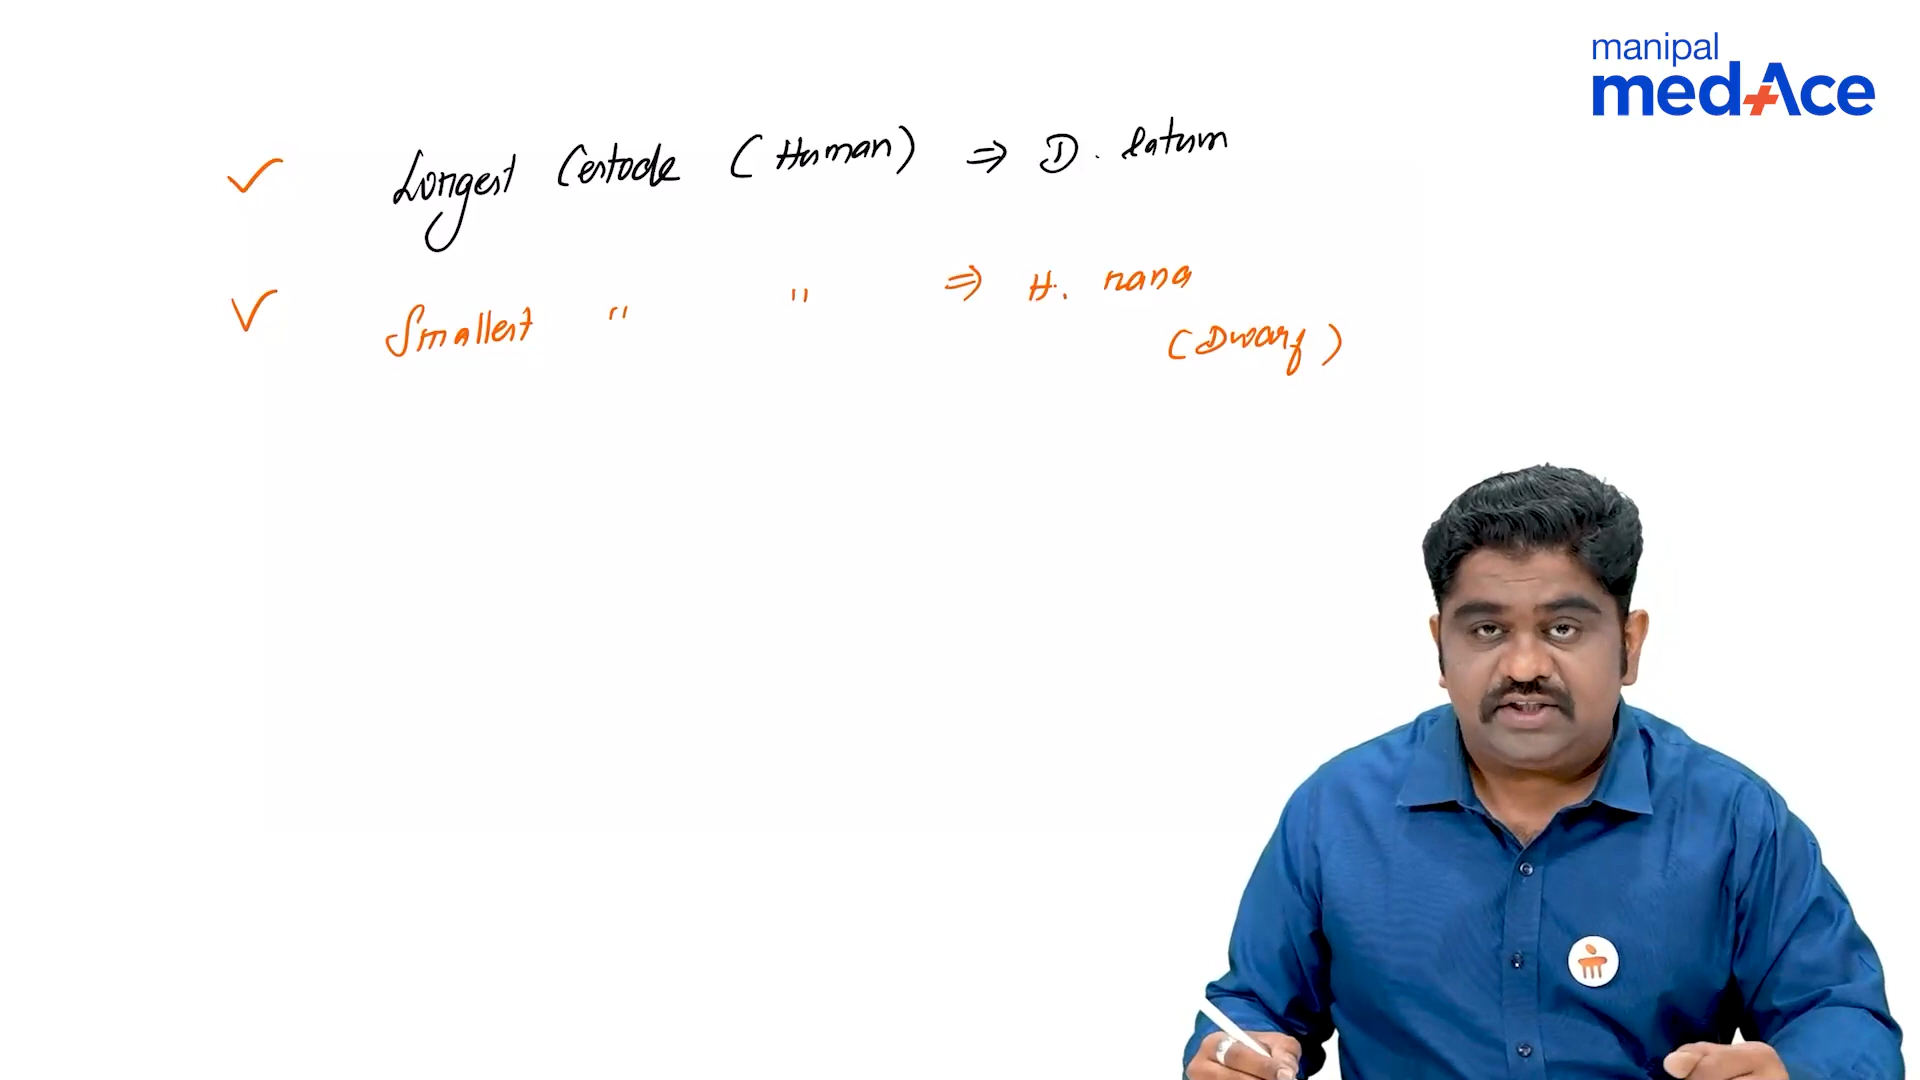 manipal
medAce
Longest Cestode (Human) ⇒ D. latum
Smallest " " ⇒ H. nana
(Dwarf)